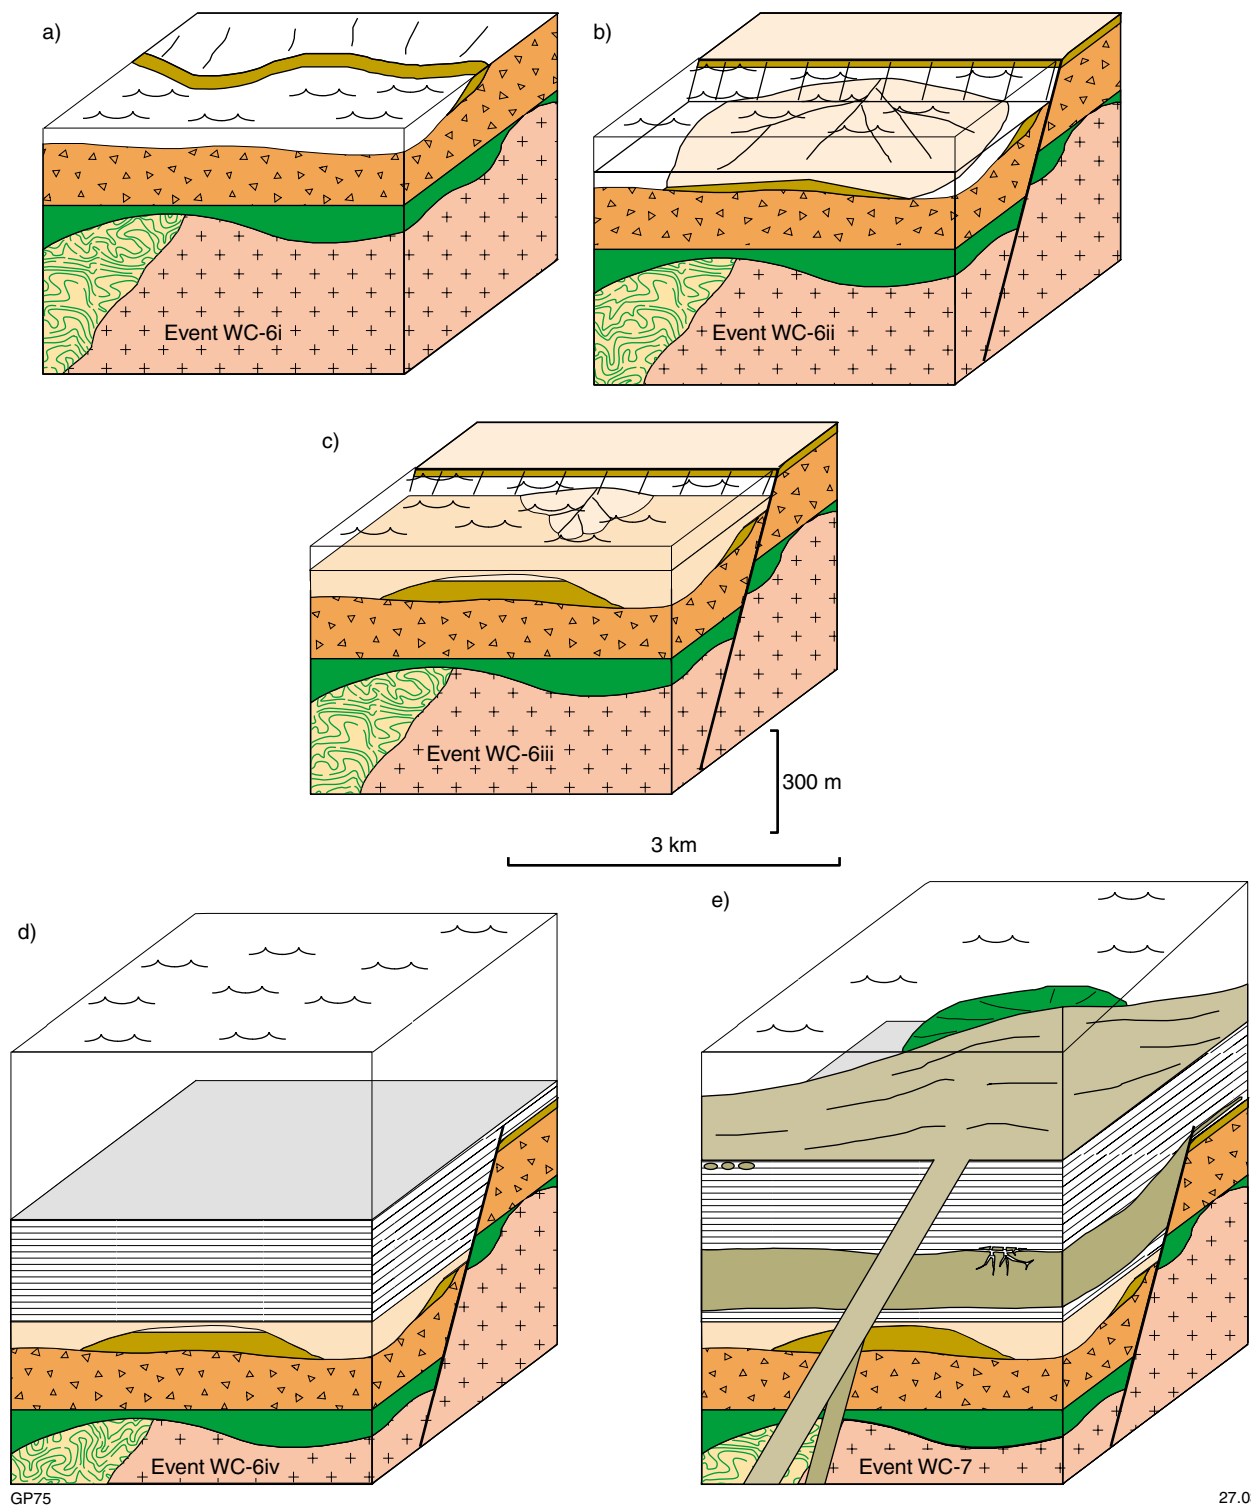 a)
b)
Event WC-6i
Event WC-6ii
c)
Event WC-6iii
300 m
3 km
d)
e)
Event WC-6iv
Event WC-7
GP75
27.0